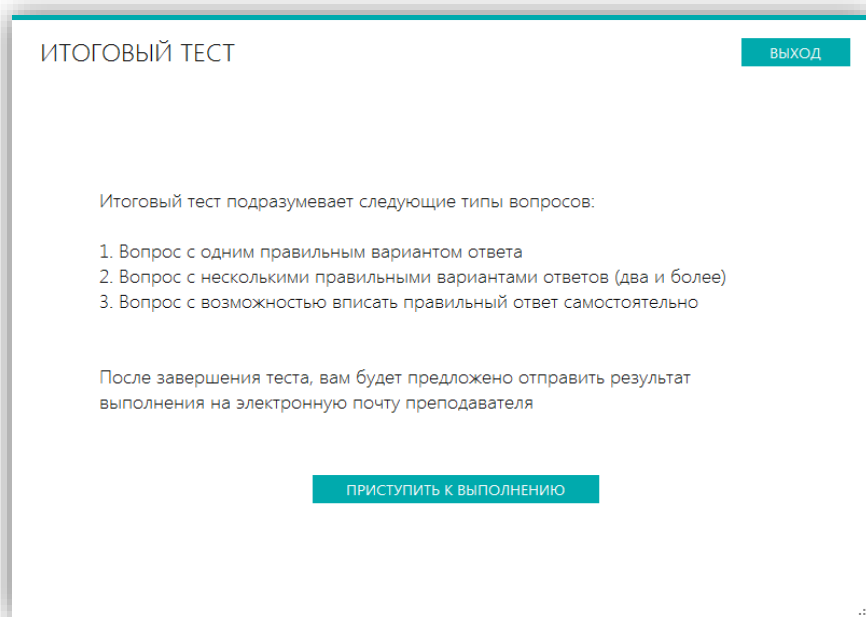 ИТОГОВЫЙ ТЕСТ
ВЫХОД
Итоговый тест подразумевает следующие типы вопросов:
1. Вопрос с одним правильным вариантом ответа
2. Вопрос с несколькими правильными вариантами ответов (два и более)
3. Вопрос с возможностью вписать правильный ответ самостоятельно
После завершения теста, вам будет предложено отправить результат
выполнения на электронную почту преподавателя
ПРИСТУПИТЬ К ВЫПОЛНЕНИЮ